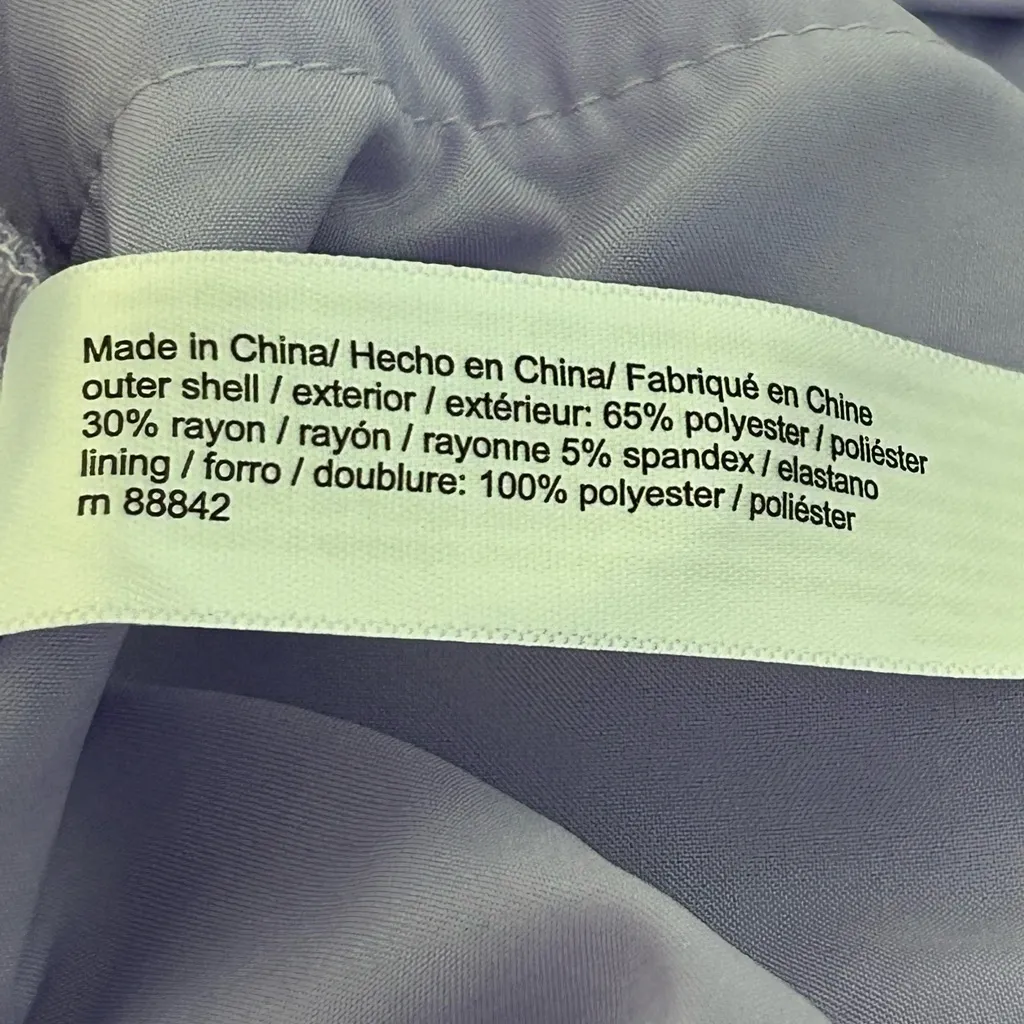 Made in China/ Hecho en China/ Fabriqué en Chine
outer shell / exterior / extérieur: 65% polyester / poliéster
30% rayon / rayón / rayonne 5% spandex / elastano
lining / forro / doublure: 100% polyester / poliéster
rn 88842